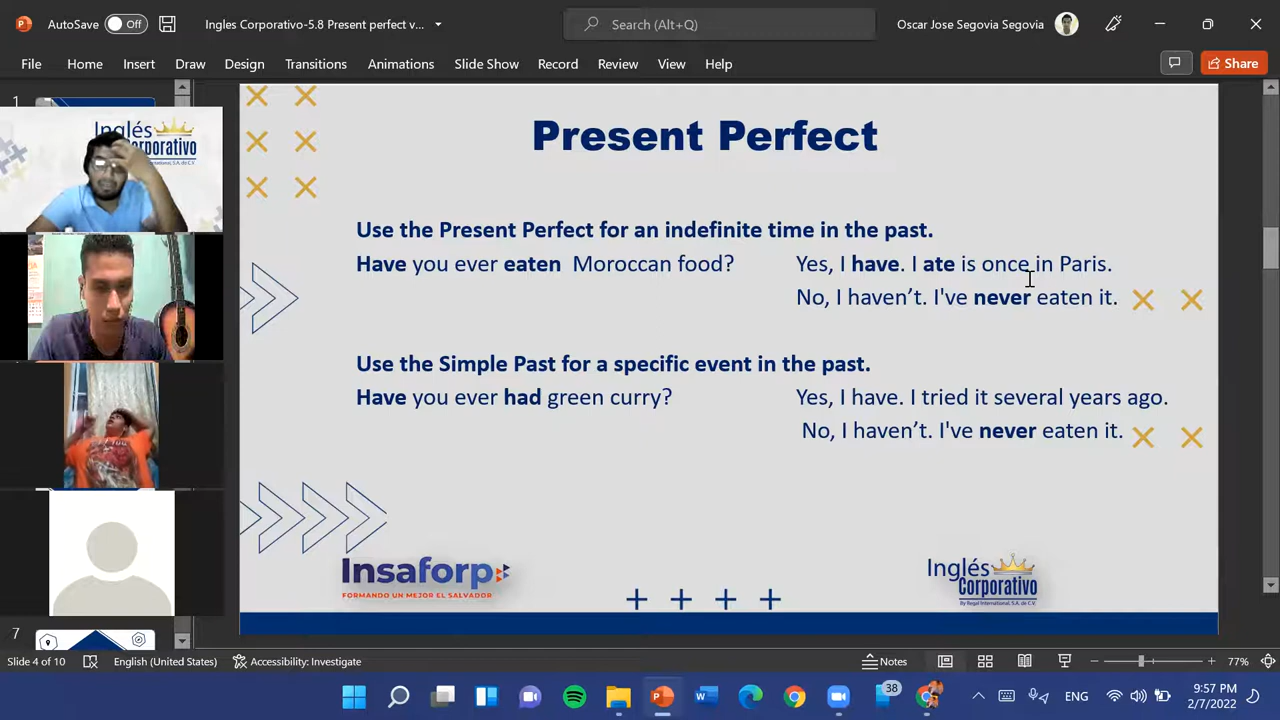 AutoSave Off Ingles Corporativo-5.8 Present perfect v... Search (Alt+Q) Oscar Jose Segovia Segovia
File Home Insert Draw Design Transitions Animations Slide Show Record Review View Help Share
1
Inglés
Corporativo
Present Perfect
Use the Present Perfect for an indefinite time in the past.
Have you ever eaten Moroccan food? Yes, I have. I ate is once in Paris.
No, I haven’t. I've never eaten it.
Use the Simple Past for a specific event in the past.
Have you ever had green curry? Yes, I have. I tried it several years ago.
No, I haven’t. I've never eaten it.
Insaforp
FORMANDO UN MEJOR EL SALVADOR
Inglés
Corporativo
By Regal International, S.A. de C.V.
7
Slide 4 of 10 English (United States) Accessibility: Investigate Notes 77%
38 ENG 9:57 PM
2/7/2022